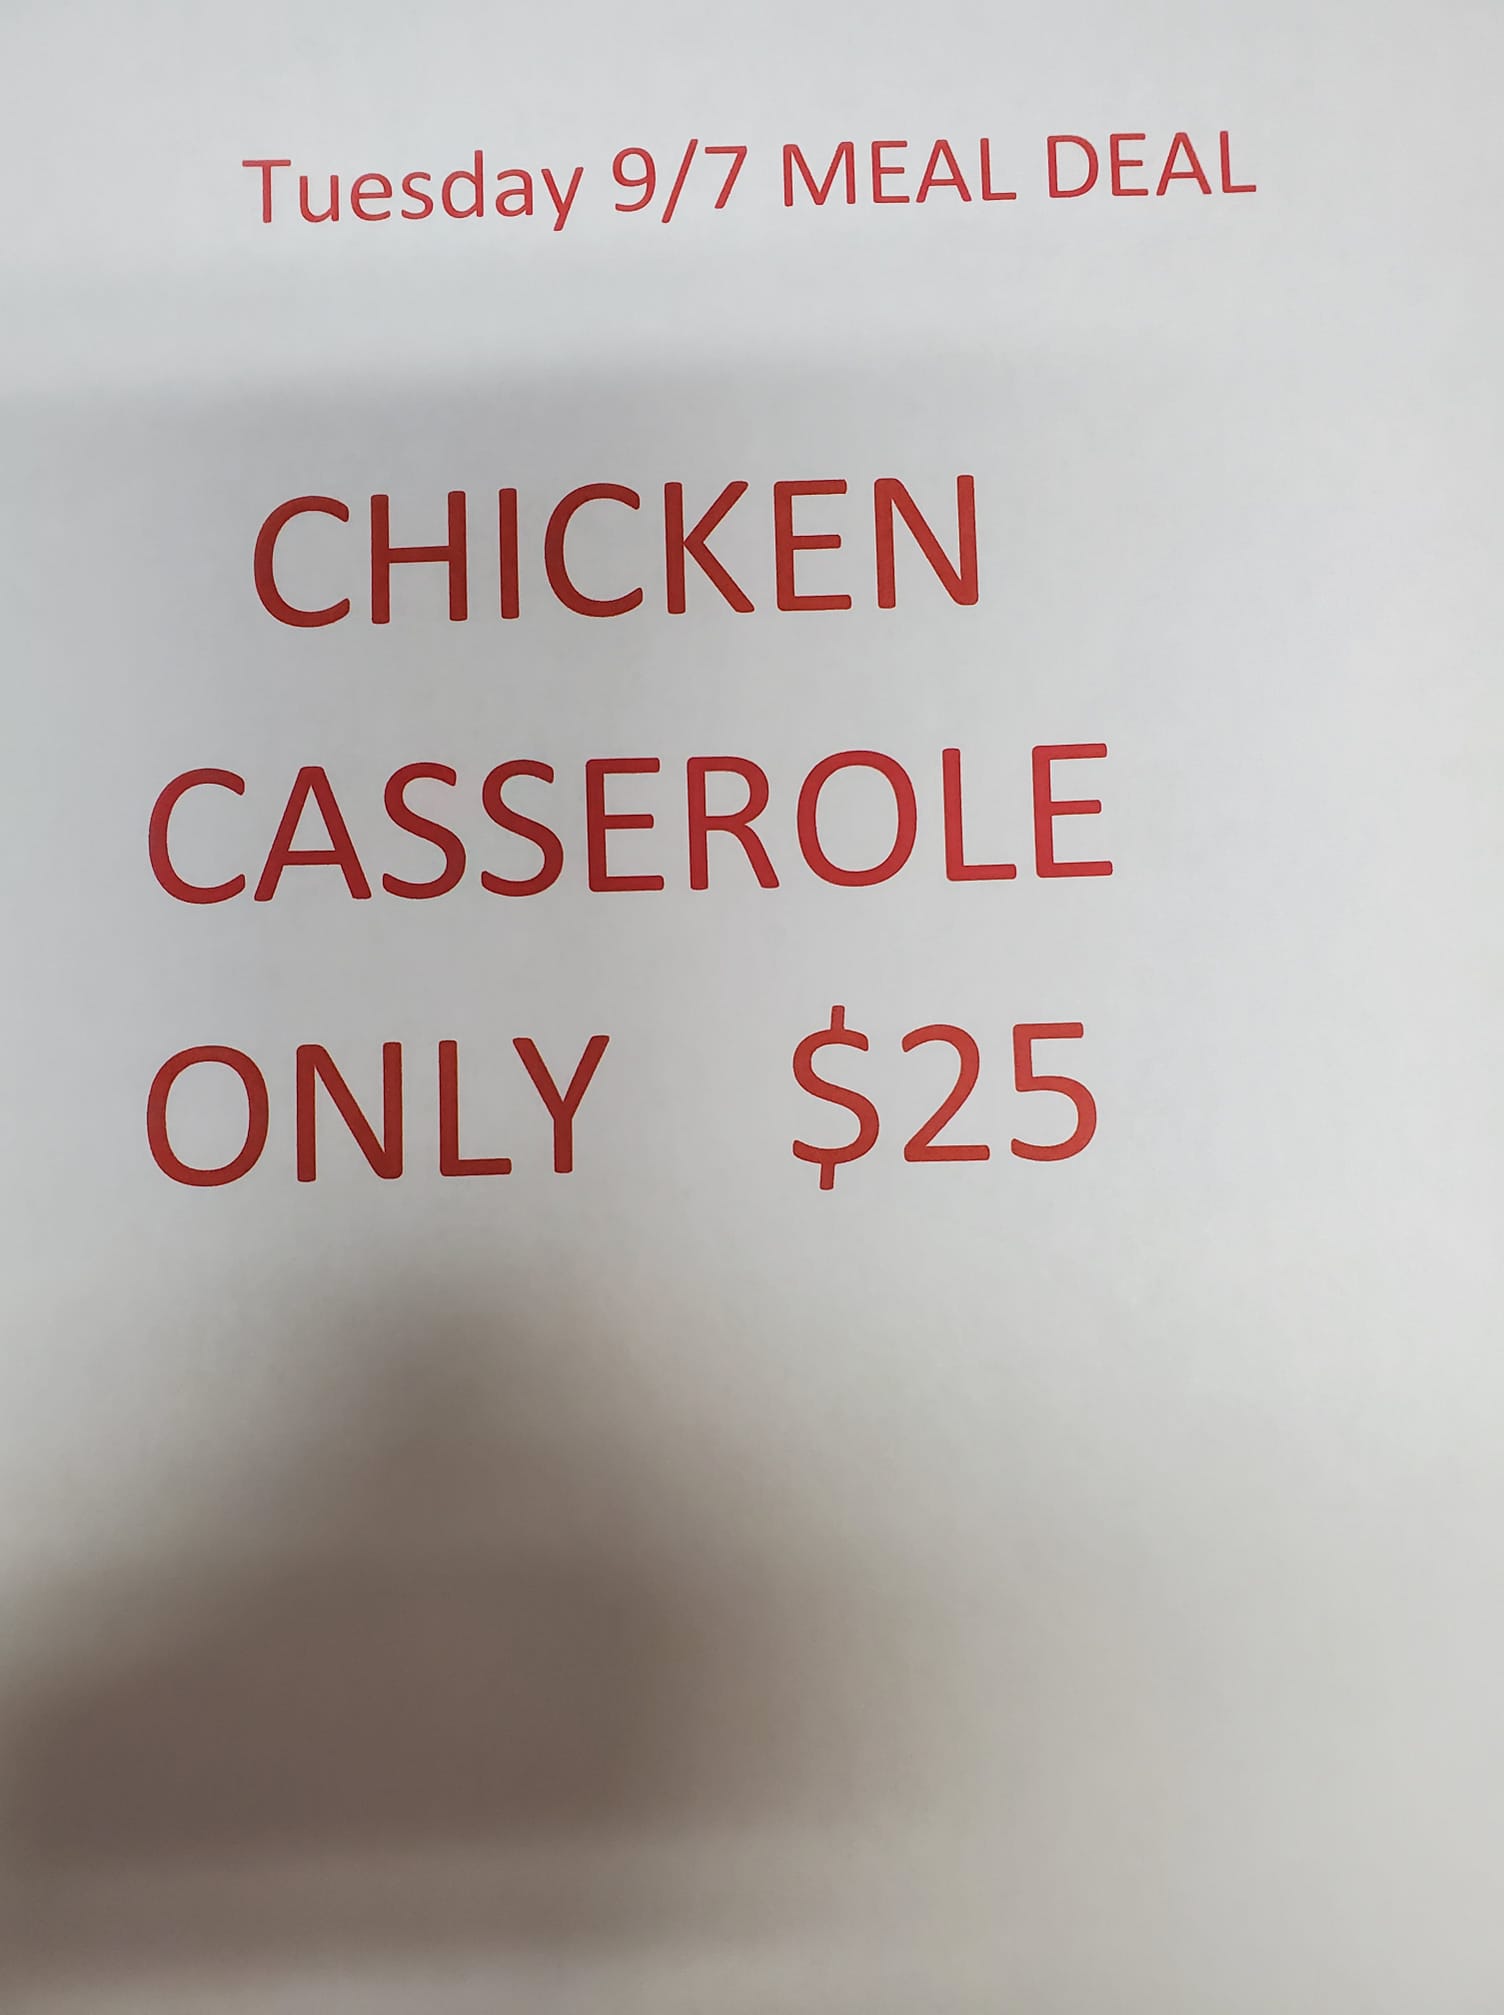 Tuesday 9/7 MEAL DEAL
CHICKEN
CASSEROLE
ONLY $25